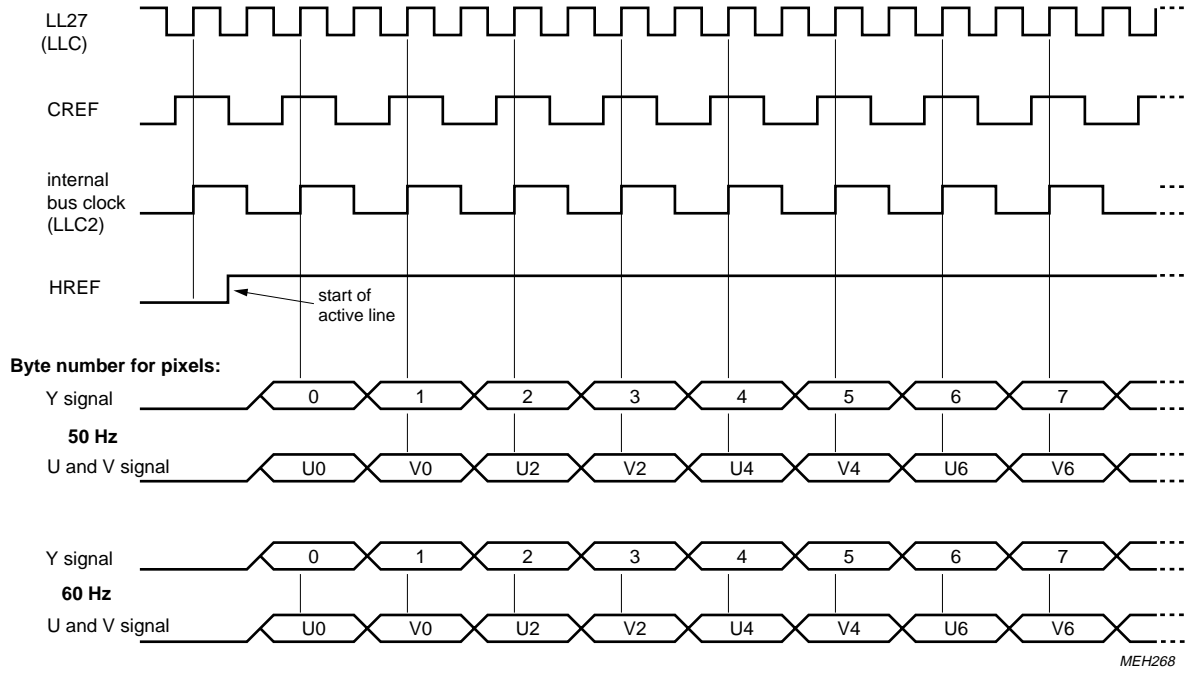 LL27
(LLC)
CREF
internal
bus clock
(LLC2)
HREF
start of
active line
Byte number for pixels:
Y signal 0 1 2 3 4 5 6 7
50 Hz
U and V signal U0 V0 U2 V2 U4 V4 U6 V6
Y signal 0 1 2 3 4 5 6 7
60 Hz
U and V signal U0 V0 U2 V2 U4 V4 U6 V6
MEH268